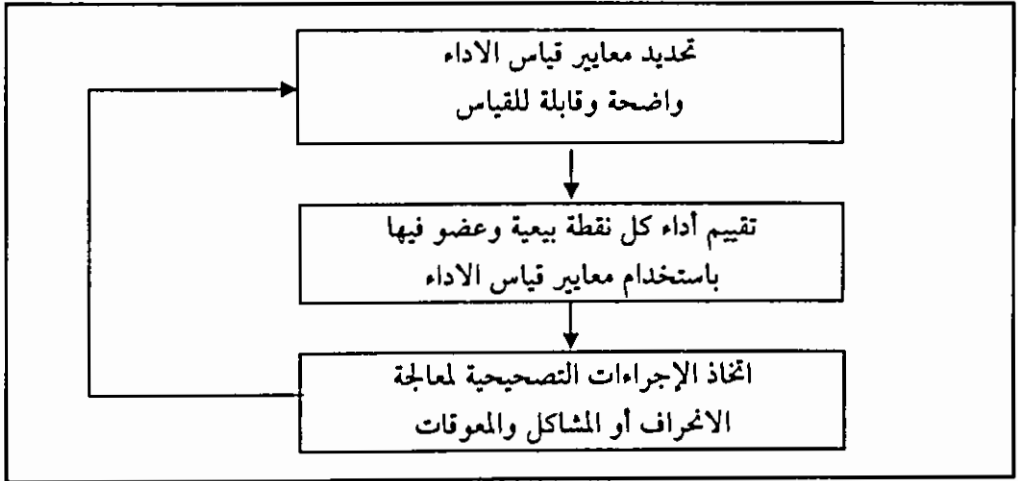 تحديد معايير قياس الاداء
واضحة وقابلة للقياس
تقييم أداء كل نقطة بيعية وعضو فيها
باستخدام معايير قياس الاداء
اتخاذ الإجراءات التصحيحية لمعالجة
الانحراف أو المشاكل والمعوقات